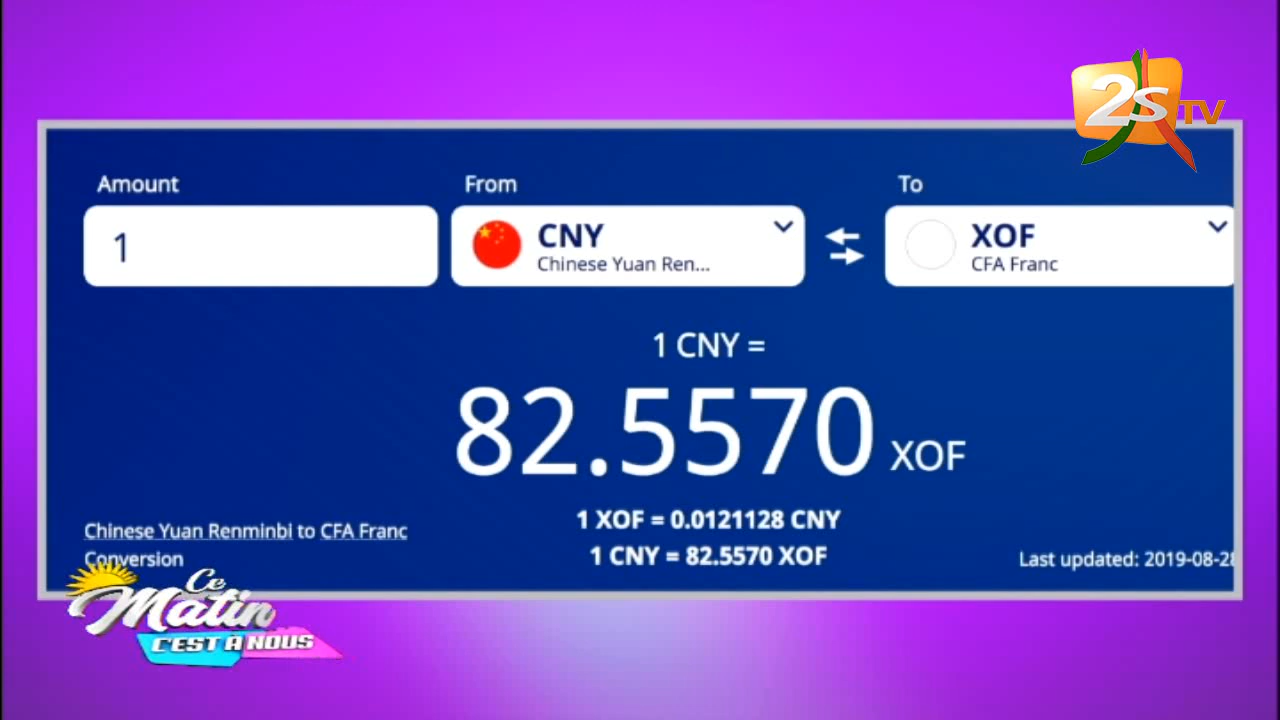 2s TV
Amount
From
To
1
CNY
Chinese Yuan Ren...
XOF
CFA Franc
1 CNY =
82.5570 XOF
1 XOF = 0.0121128 CNY
1 CNY = 82.5570 XOF
Chinese Yuan Renminbi to CFA Franc
Conversion
Last updated: 2019-08-28
Ce
Matin
C'EST À NOUS